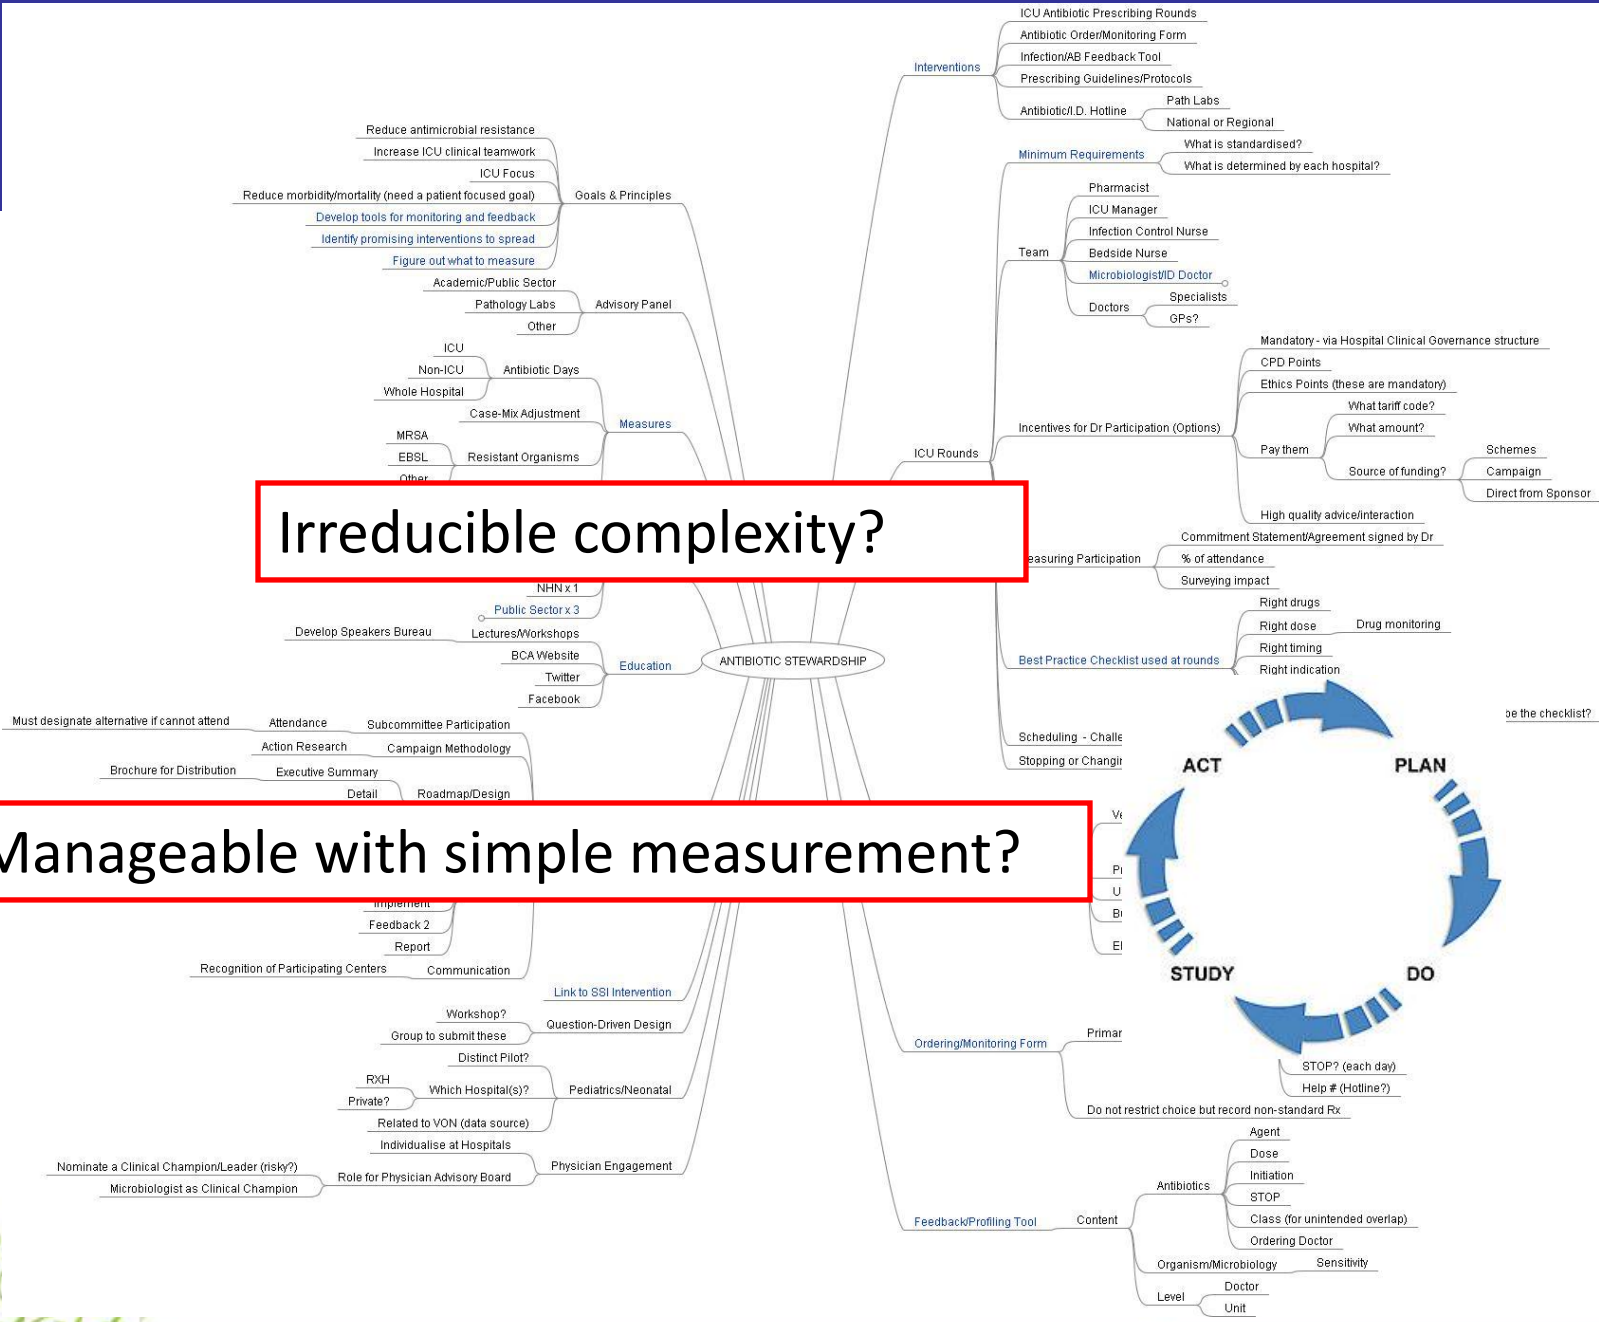 ICU Antibiotic Prescribing Rounds
Antibiotic Order/Monitoring Form
Infection/AB Feedback Tool
Prescribing Guidelines/Protocols
Interventions
Antibiotic/I.D. Hotline
Path Labs
National or Regional
Minimum Requirements
What is standardised?
What is determined by each hospital?
Reduce antimicrobial resistance
Increase ICU clinical teamwork
ICU Focus
Reduce morbidity/mortality (need a patient focused goal)
Goals & Principles
Develop tools for monitoring and feedback
Identify promising interventions to spread
Figure out what to measure
Academic/Public Sector
Pathology Labs
Advisory Panel
Other
ICU
Non-ICU
Antibiotic Days
Whole Hospital
Case-Mix Adjustment
Measures
MRSA
EBSL
Resistant Organisms
Other
Pharmacist
ICU Manager
Infection Control Nurse
Team
Bedside Nurse
Microbiologist/ID Doctor
Doctors
Specialists
GPs?
Mandatory - via Hospital Clinical Governance structure
CPD Points
Ethics Points (these are mandatory)
What tariff code?
What amount?
Incentives for Dr Participation (Options)
Pay them
Source of funding?
Schemes
Campaign
Direct from Sponsor
High quality advice/interaction
ICU Rounds
Irreducible complexity?
Commitment Statement/Agreement signed by Dr
easuring Participation
% of attendance
Surveying impact
NHN x 1
Public Sector x 3
Develop Speakers Bureau
Lectures/Workshops
BCA Website
Education
Twitter
Facebook
ANTIBIOTIC STEWARDSHIP
Right drugs
Right dose
Drug monitoring
Right timing
Best Practice Checklist used at rounds
Right indication
be the checklist?
Scheduling - Challe
Stopping or Changir
Must designate alternative if cannot attend
Attendance
Subcommittee Participation
Action Research
Campaign Methodology
Brochure for Distribution
Executive Summary
Detail
Roadmap/Design
Manageable with simple measurement?
Implement
Feedback 2
Report
Recognition of Participating Centers
Communication
Ve
U
El
ACT
PLAN
STUDY
DO
Link to SSI Intervention
Workshop?
Group to submit these
Question-Driven Design
Distinct Pilot?
RXH
Which Hospital(s)?
Pediatrics/Neonatal
Private?
Related to VON (data source)
Individualise at Hospitals
Physician Engagement
Nominate a Clinical Champion/Leader (risky?)
Role for Physician Advisory Board
Microbiologist as Clinical Champion
Ordering/Monitoring Form
Primar
STOP? (each day)
Help # (Hotline?)
Do not restrict choice but record non-standard Rx
Agent
Dose
Antibiotics
Initiation
STOP
Class (for unintended overlap)
Ordering Doctor
Feedback/Profiling Tool
Content
Organism/Microbiology
Sensitivity
Level
Doctor
Unit